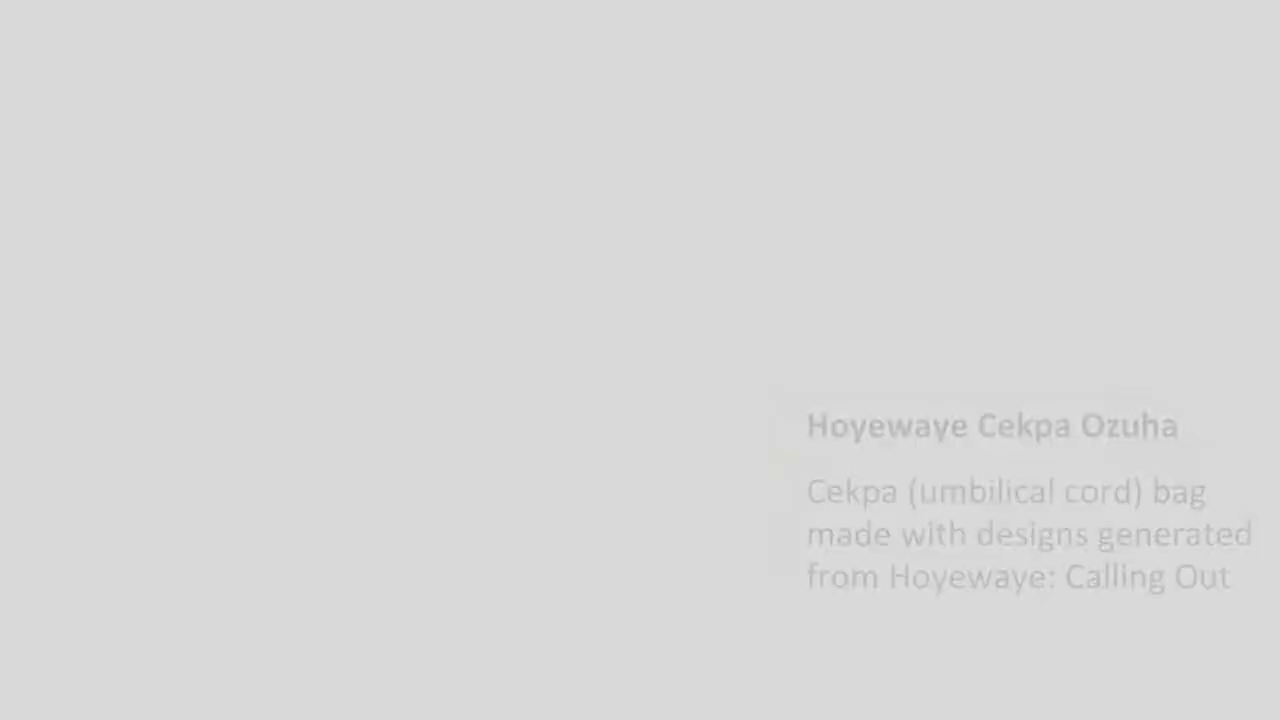 Hoyewaye Cekpa Ozuha
Cekpa (umbilical cord) bag
made with designs generated
from Hoyewaye: Calling Out